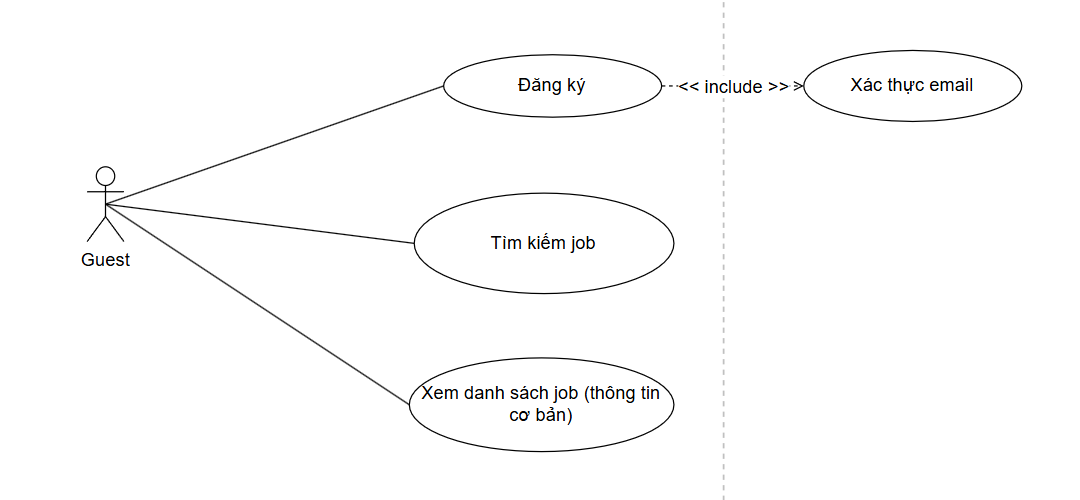 Đăng ký
<< include >>
Xác thực email
Guest
Tìm kiếm job
Xem danh sách job (thông tin
cơ bản)